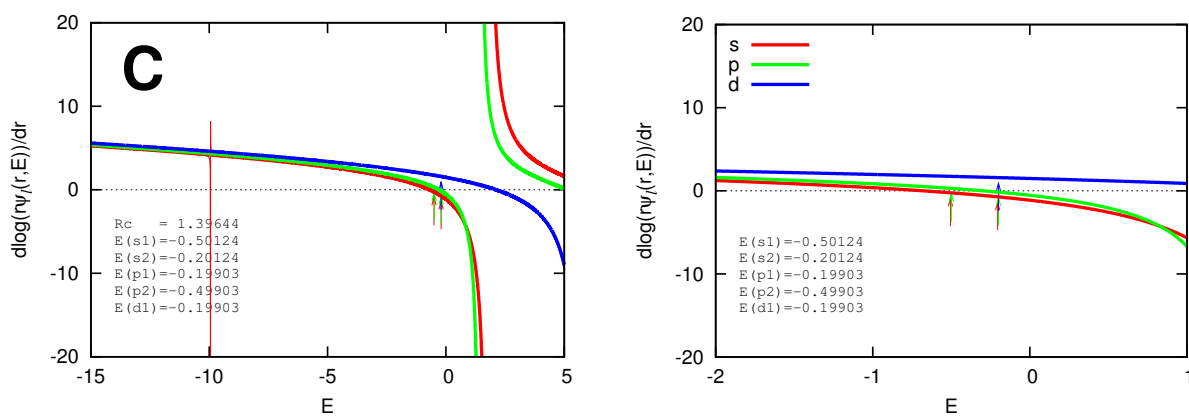 20
10
0
-10
-20
-15
-10
-5
0
5
dlog(nψl(r,E))/dr
E
C
Rc = 1.39644
E(s1)=-0.50124
E(s2)=-0.20124
E(p1)=-0.19903
E(p2)=-0.49903
E(d1)=-0.19903
20
10
0
-10
-20
-2
-1
0
1
dlog(nψl(r,E))/dr
E
s
p
d
E(s1)=-0.50124
E(s2)=-0.20124
E(p1)=-0.19903
E(p2)=-0.49903
E(d1)=-0.19903